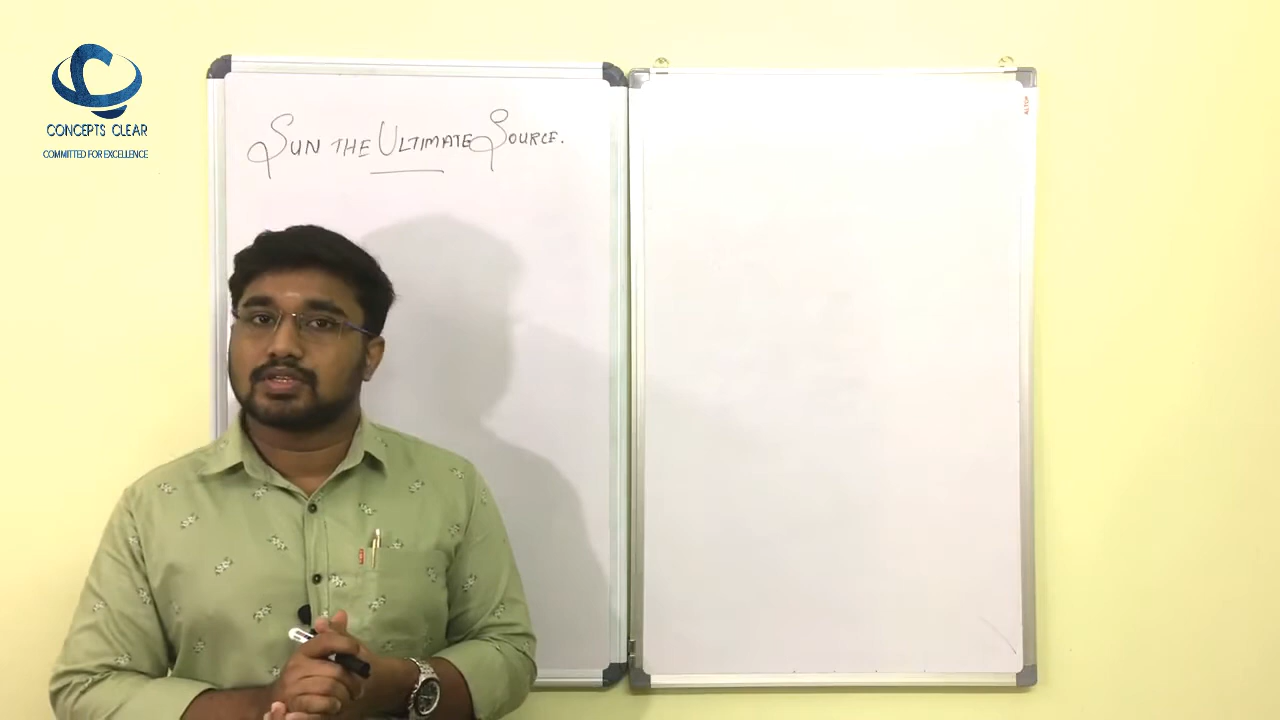 CONCEPTS CLEAR
COMMITTED FOR EXCELLENCE
SUN THE ULTIMATE SOURCE.